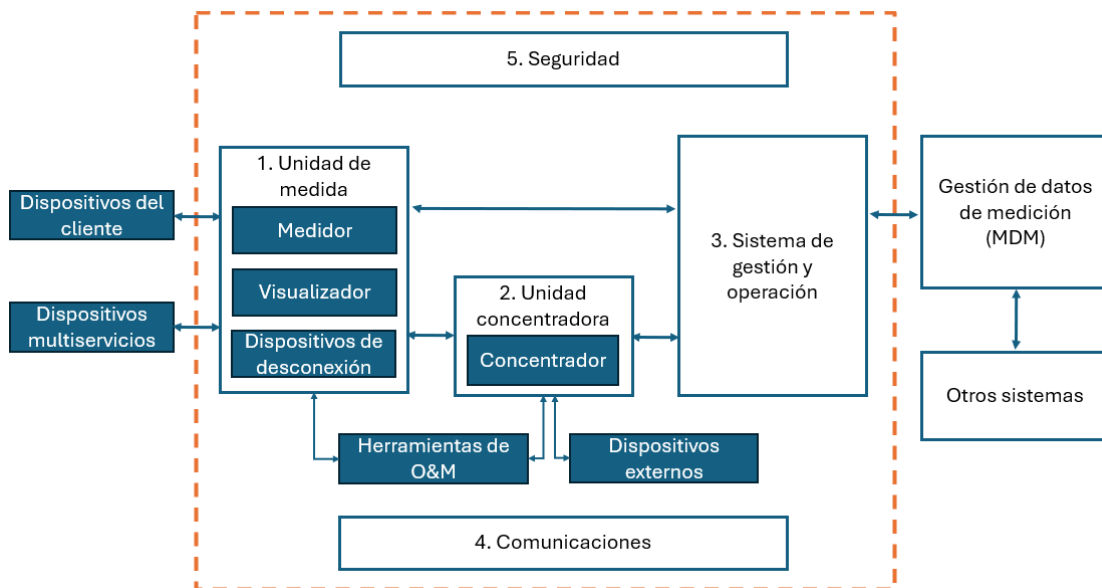 5. Seguridad
1. Unidad de
medida
Dispositivos del
cliente
Medidor
Gestión de datos
de medición
(MDM)
3. Sistema de
gestión y
operación
Visualizador
2. Unidad
concentradora
Dispositivos
multiservicios
Dispositivos de
desconexión
Concentrador
Otros sistemas
Herramientas de
O&M
Dispositivos
externos
4. Comunicaciones